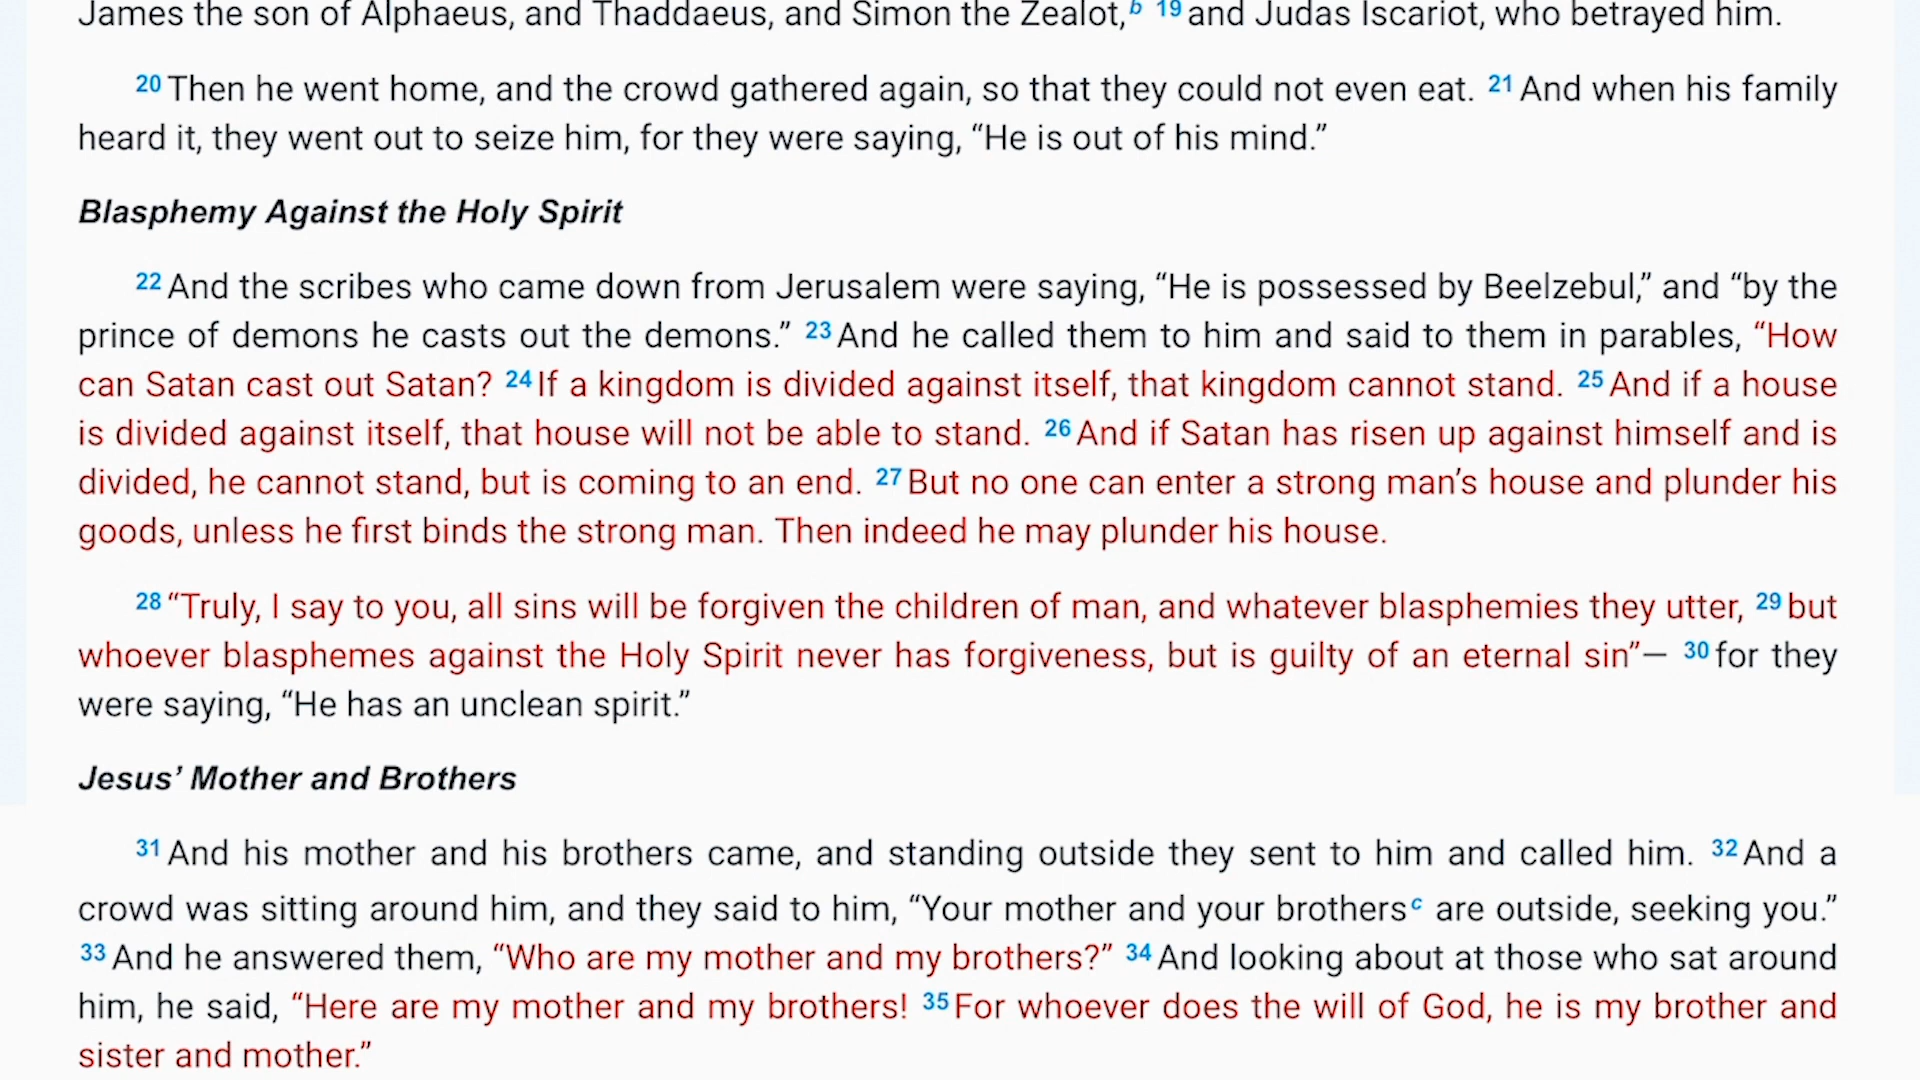 James the son of Alphaeus, and Thaddaeus, and Simon the Zealot,b 19 and Judas Iscariot, who betrayed him.
20 Then he went home, and the crowd gathered again, so that they could not even eat. 21 And when his family
heard it, they went out to seize him, for they were saying, “He is out of his mind.”
Blasphemy Against the Holy Spirit
22 And the scribes who came down from Jerusalem were saying, “He is possessed by Beelzebul,” and “by the
prince of demons he casts out the demons.” 23 And he called them to him and said to them in parables, “How
can Satan cast out Satan? 24 If a kingdom is divided against itself, that kingdom cannot stand. 25 And if a house
is divided against itself, that house will not be able to stand. 26 And if Satan has risen up against himself and is
divided, he cannot stand, but is coming to an end. 27 But no one can enter a strong man’s house and plunder his
goods, unless he first binds the strong man. Then indeed he may plunder his house.
28 “Truly, I say to you, all sins will be forgiven the children of man, and whatever blasphemies they utter, 29 but
whoever blasphemes against the Holy Spirit never has forgiveness, but is guilty of an eternal sin”— 30 for they
were saying, “He has an unclean spirit.”
Jesus’ Mother and Brothers
31 And his mother and his brothers came, and standing outside they sent to him and called him. 32 And a
crowd was sitting around him, and they said to him, “Your mother and your brothersc are outside, seeking you.”
33 And he answered them, “Who are my mother and my brothers?” 34 And looking about at those who sat around
him, he said, “Here are my mother and my brothers! 35 For whoever does the will of God, he is my brother and
sister and mother.”